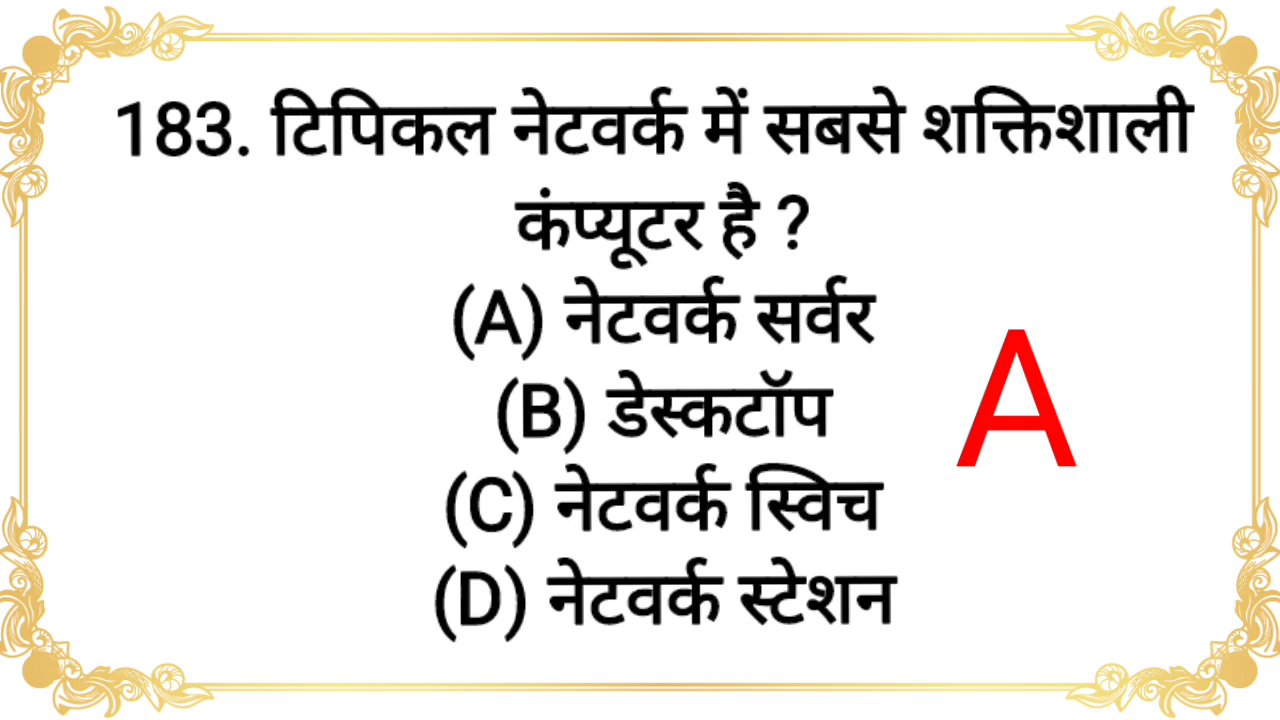 183. टिपिकल नेटवर्क में सबसे शक्तिशाली
कंप्यूटर है ?
(A) नेटवर्क सर्वर
(B) डेस्कटॉप
(C) नेटवर्क स्विच
(D) नेटवर्क स्टेशन
A